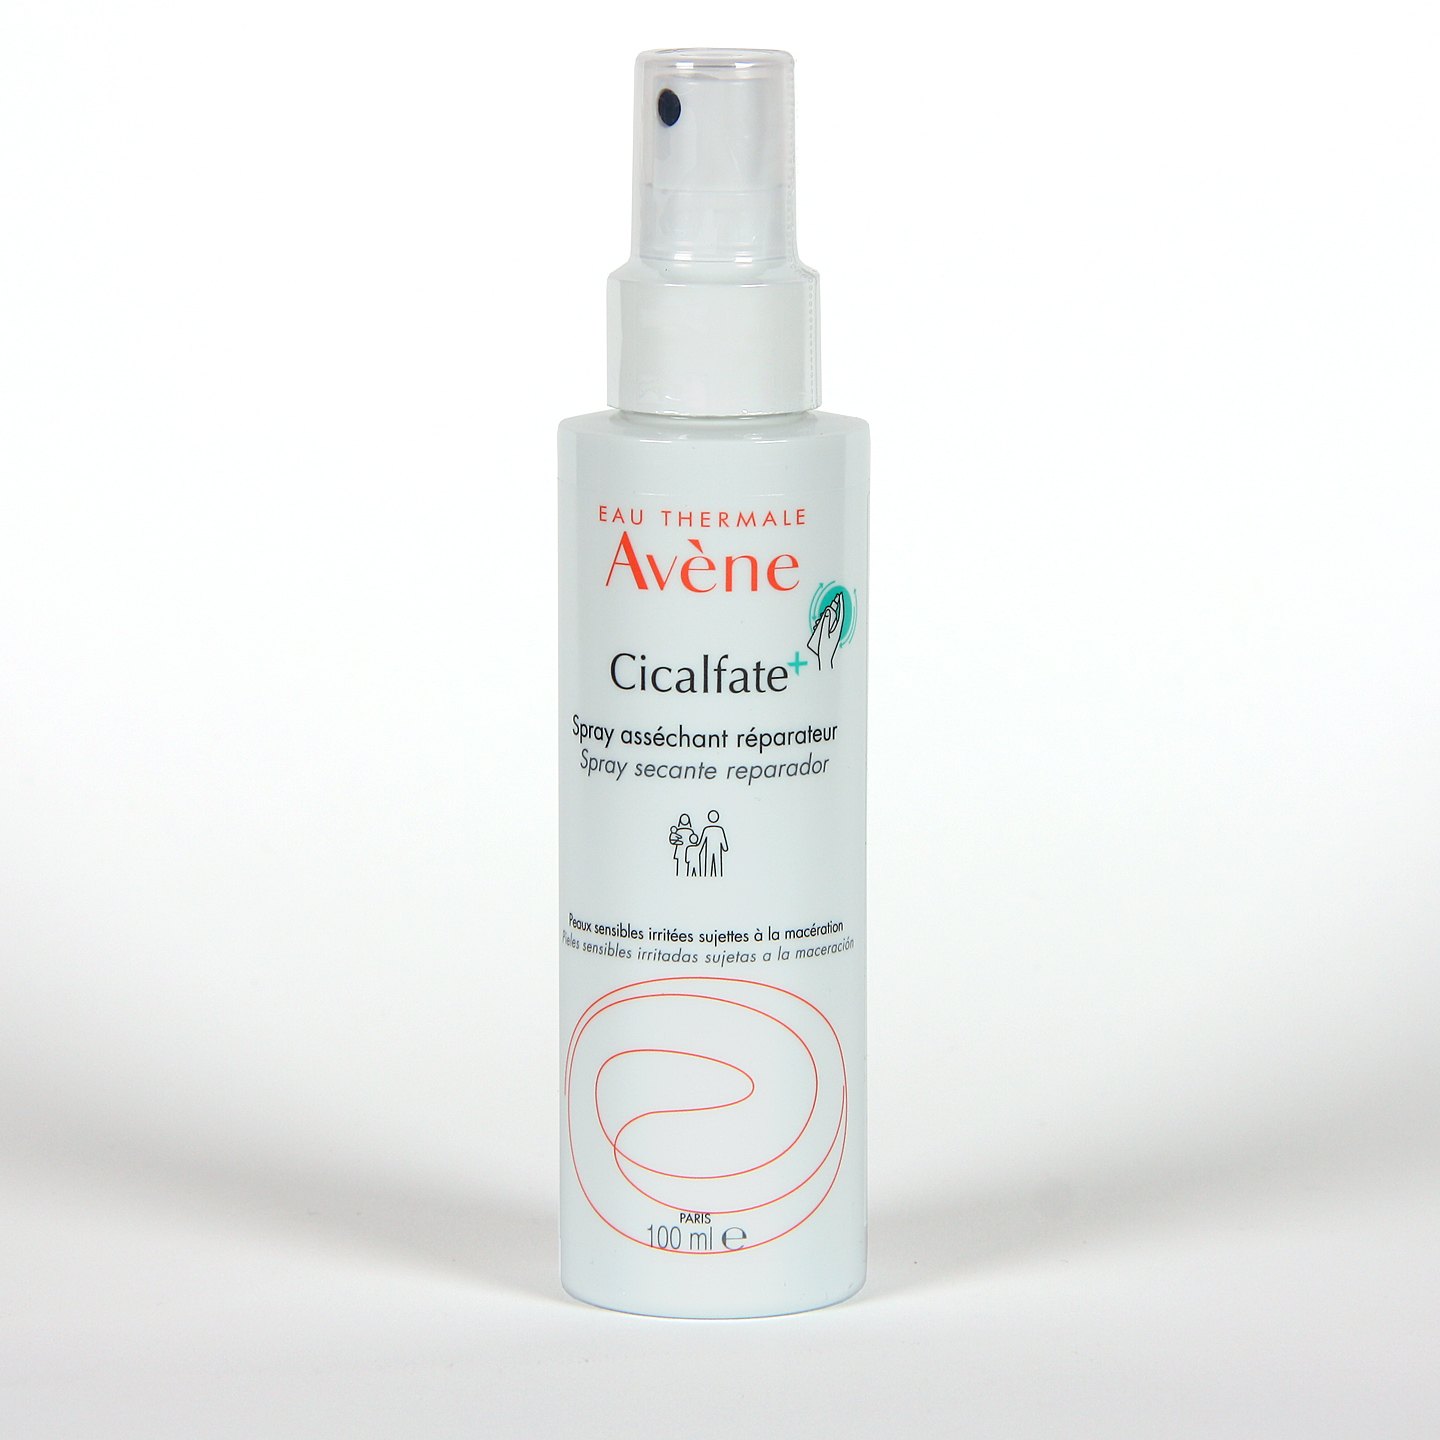 EAU THERMALE
Avène
Cicalfate+
Spray asséchant réparateur
Spray secante reparador
Peaux sensibles irritées sujettes à la macération
Pieles sensibles irritadas sujetas a la maceración
PARIS
100 ml ℮